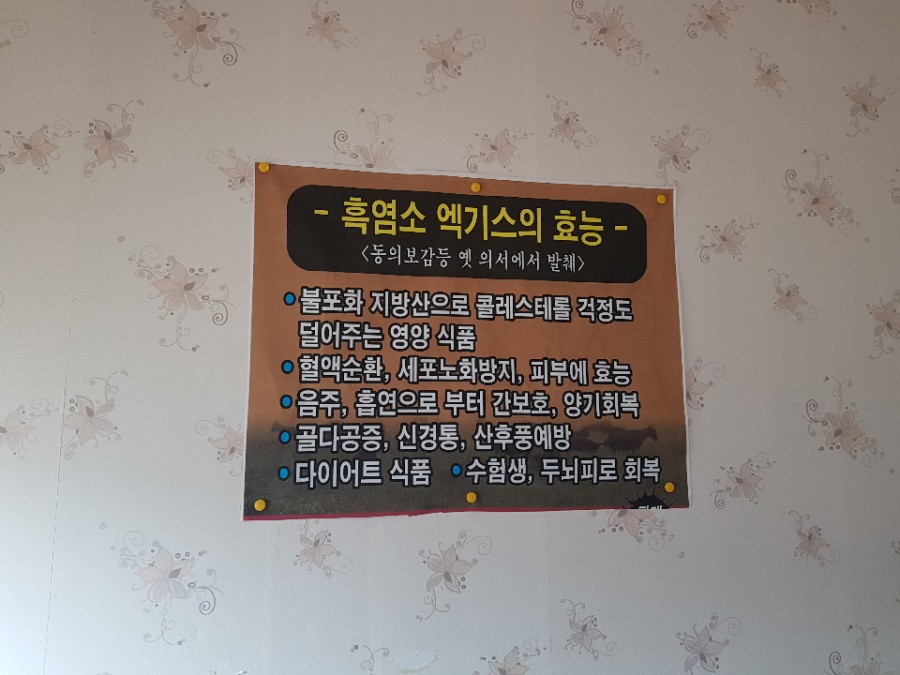 - 흑염소 엑기스의 효능 -
<동의보감등 옛 의서에서 발췌>
불포화 지방산으로 콜레스테롤 걱정도
덜어주는 영양 식품
혈액순환, 세포노화방지, 피부에 효능
음주, 흡연으로 부터 간보호, 양기회복
골다공증, 신경통, 산후풍예방
다이어트 식품 수험생, 두뇌피로 회복